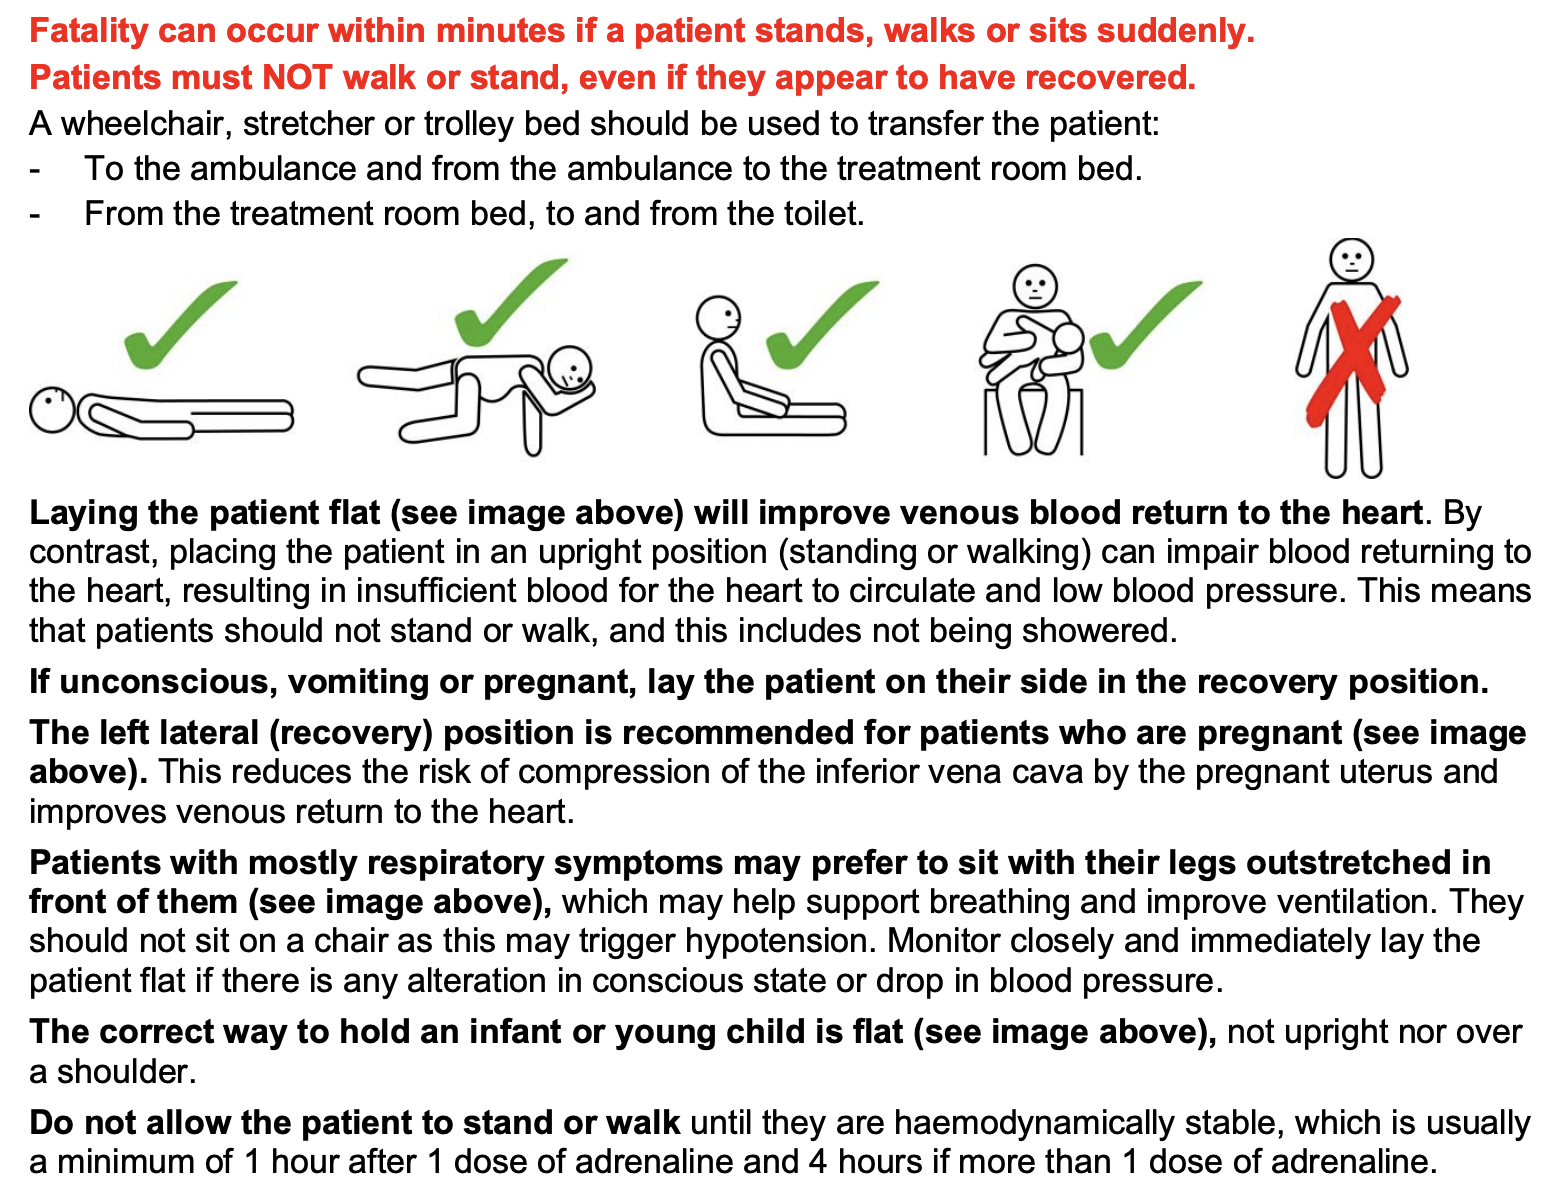 Fatality can occur within minutes if a patient stands, walks or sits suddenly.
Patients must NOT walk or stand, even if they appear to have recovered.
A wheelchair, stretcher or trolley bed should be used to transfer the patient:
- To the ambulance and from the ambulance to the treatment room bed.
- From the treatment room bed, to and from the toilet.
Laying the patient flat (see image above) will improve venous blood return to the heart. By
contrast, placing the patient in an upright position (standing or walking) can impair blood returning to
the heart, resulting in insufficient blood for the heart to circulate and low blood pressure. This means
that patients should not stand or walk, and this includes not being showered.
If unconscious, vomiting or pregnant, lay the patient on their side in the recovery position.
The left lateral (recovery) position is recommended for patients who are pregnant (see image
above). This reduces the risk of compression of the inferior vena cava by the pregnant uterus and
improves venous return to the heart.
Patients with mostly respiratory symptoms may prefer to sit with their legs outstretched in
front of them (see image above), which may help support breathing and improve ventilation. They
should not sit on a chair as this may trigger hypotension. Monitor closely and immediately lay the
patient flat if there is any alteration in conscious state or drop in blood pressure.
The correct way to hold an infant or young child is flat (see image above), not upright nor over
a shoulder.
Do not allow the patient to stand or walk until they are haemodynamically stable, which is usually
a minimum of 1 hour after 1 dose of adrenaline and 4 hours if more than 1 dose of adrenaline.